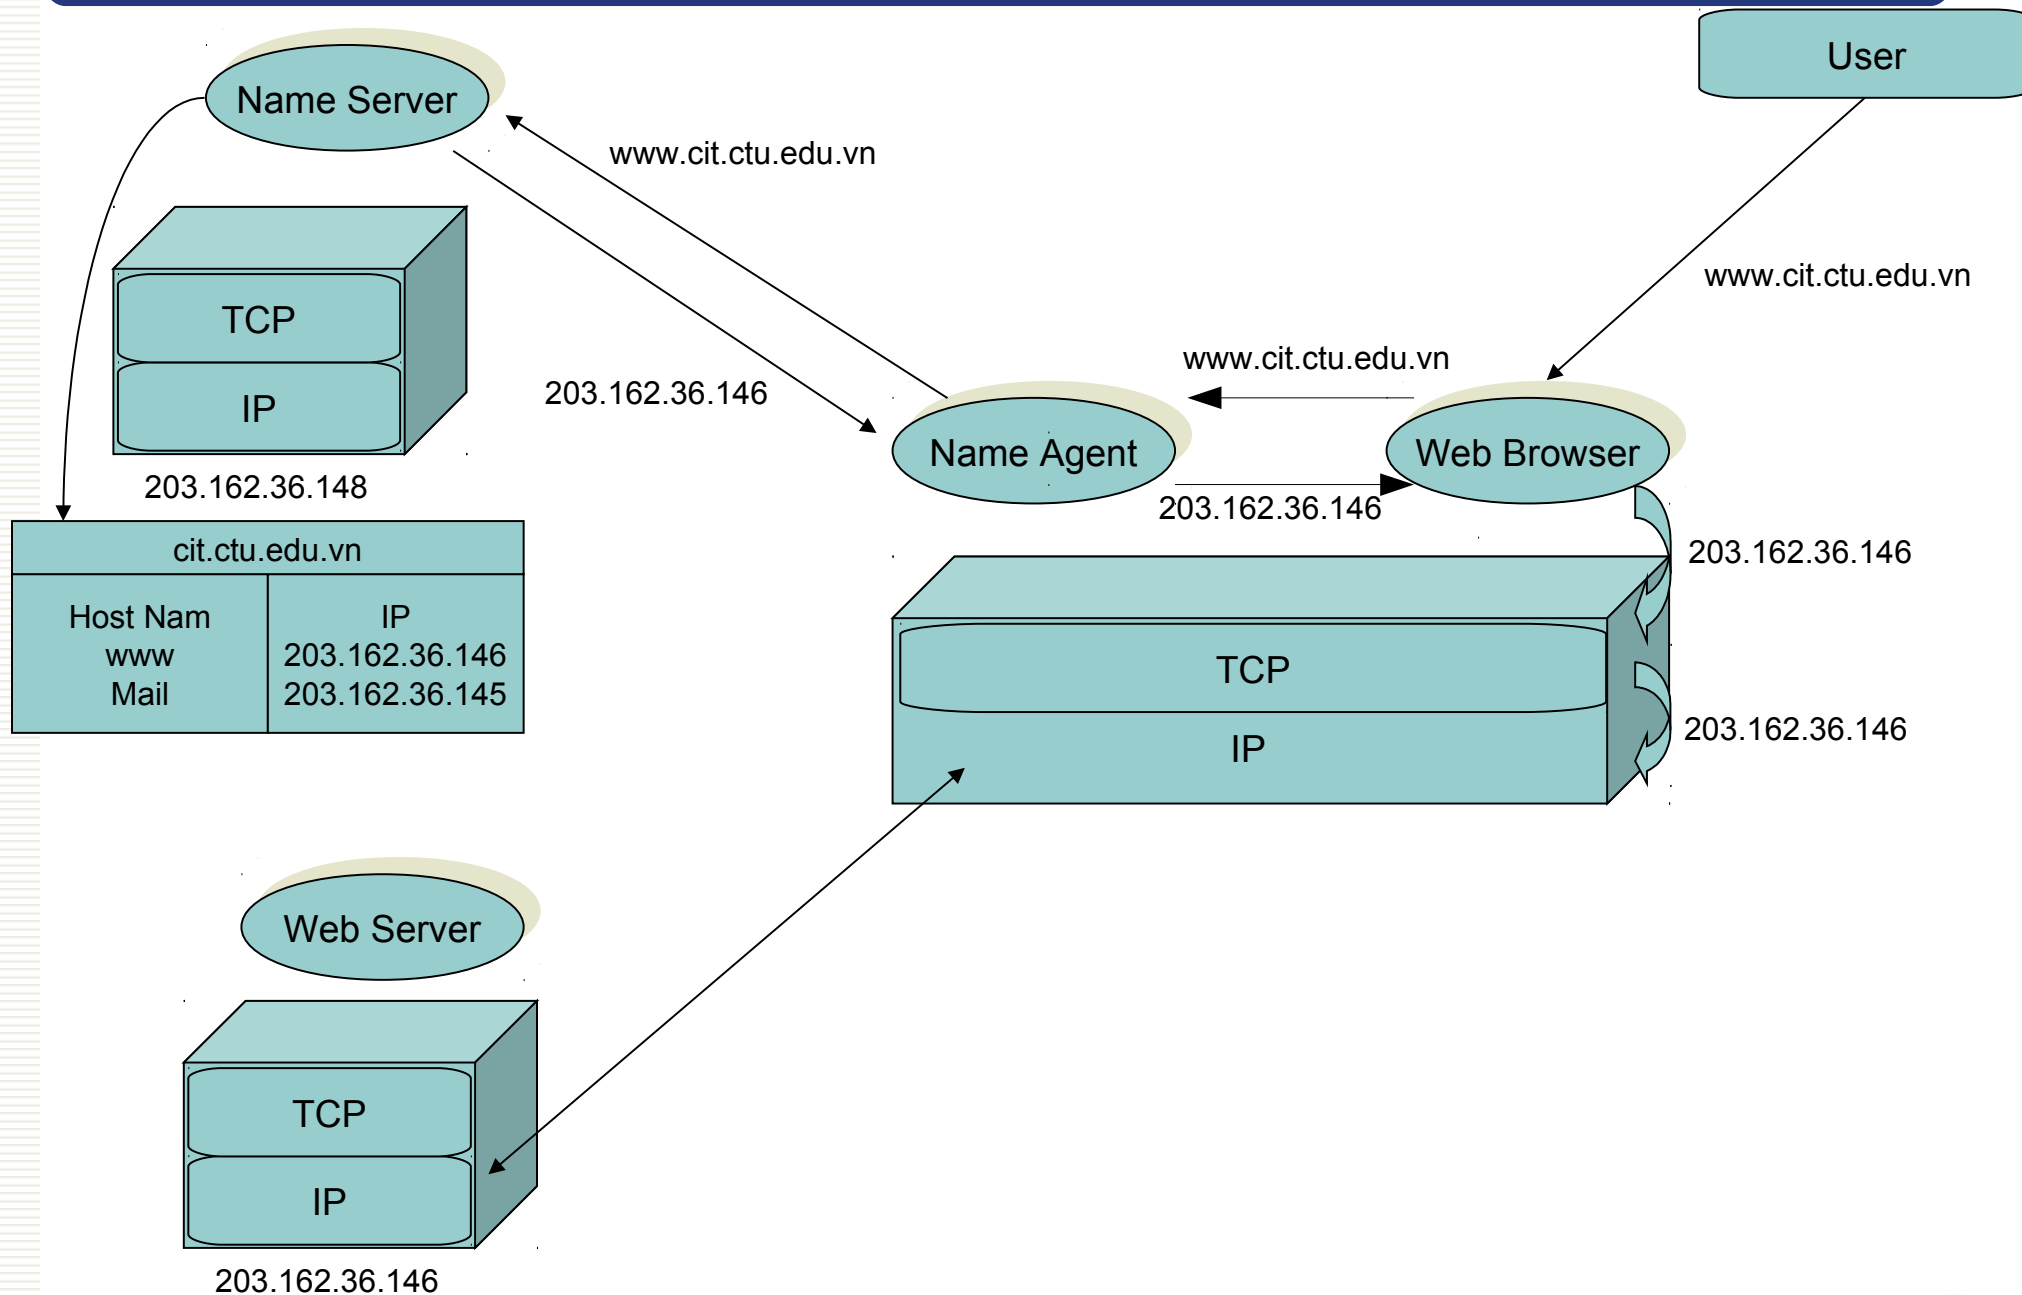 User
Name Server
www.cit.ctu.edu.vn
www.cit.ctu.edu.vn
TCP
www.cit.ctu.edu.vn
203.162.36.146
IP
Name Agent
Web Browser
203.162.36.148
203.162.36.146
cit.ctu.edu.vn
203.162.36.146
Host Nam IP
www 203.162.36.146
Mail 203.162.36.145
TCP
203.162.36.146
IP
Web Server
TCP
IP
203.162.36.146